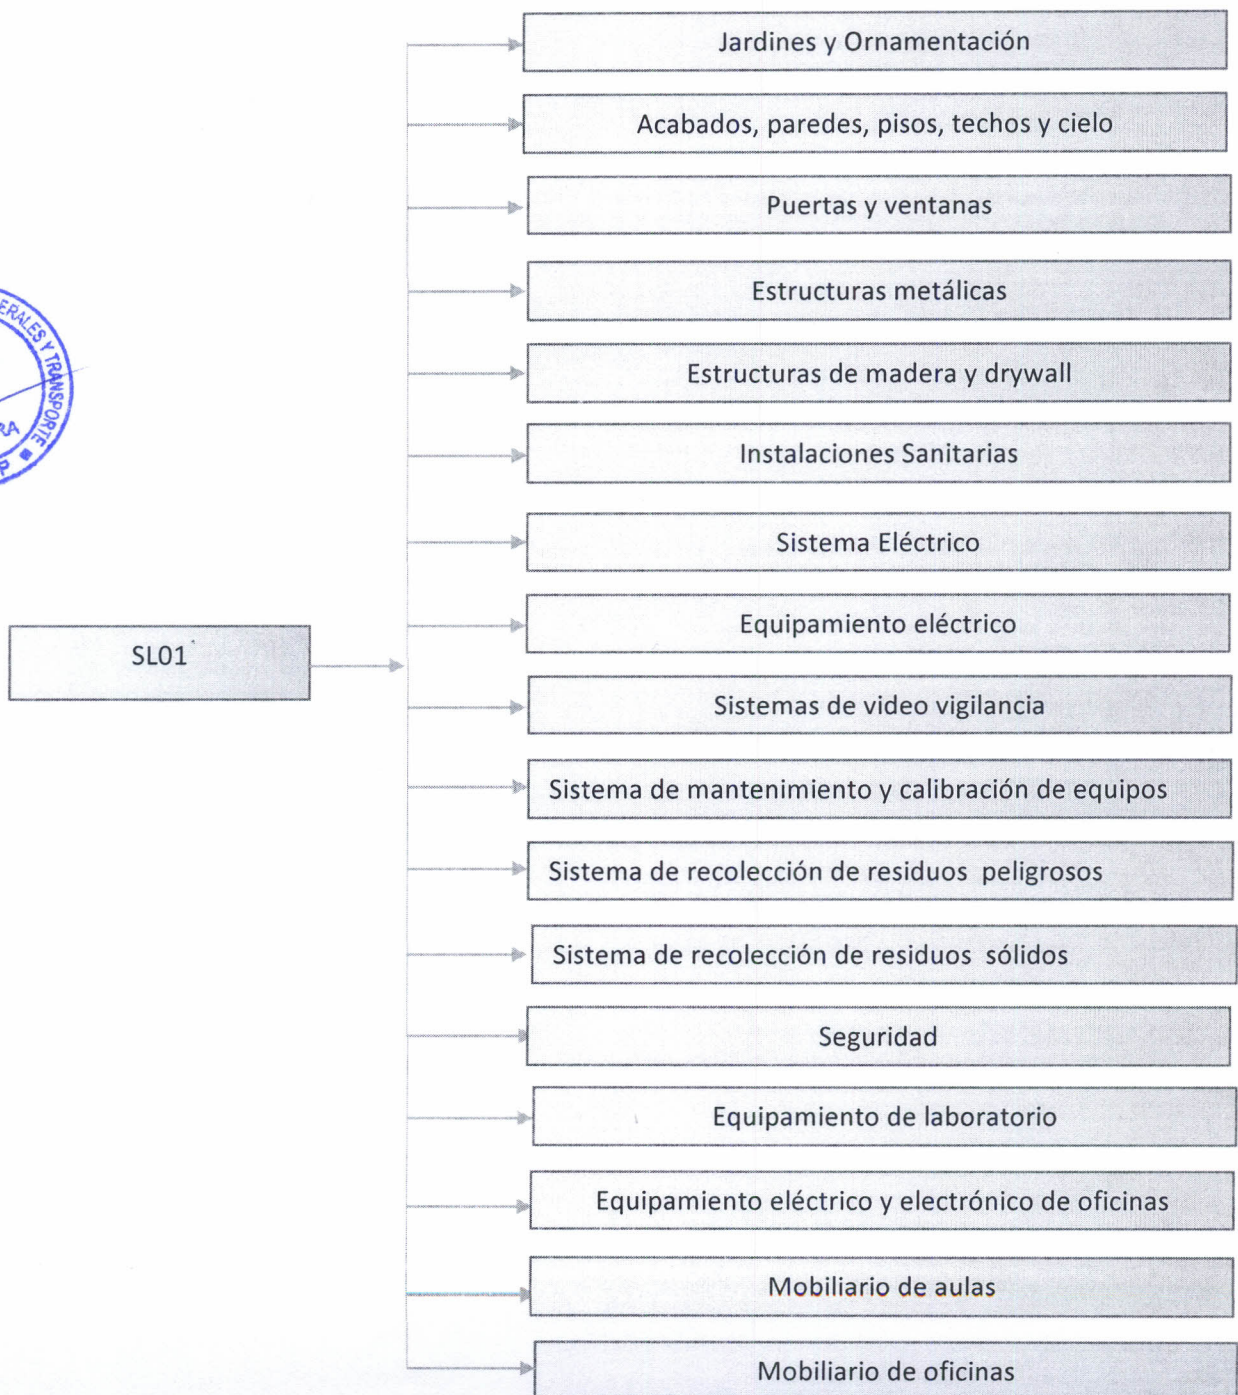 Jardines y Ornamentación
Acabados, paredes, pisos, techos y cielo
Puertas y ventanas
Estructuras metálicas
Estructuras de madera y drywall
Instalaciones Sanitarias
Sistema Eléctrico
Equipamiento eléctrico
SL01
Sistemas de video vigilancia
Sistema de mantenimiento y calibración de equipos
Sistema de recolección de residuos peligrosos
Sistema de recolección de residuos sólidos
Seguridad
Equipamiento de laboratorio
Equipamiento eléctrico y electrónico de oficinas
Mobiliario de aulas
Mobiliario de oficinas
Y TRANSPORTE